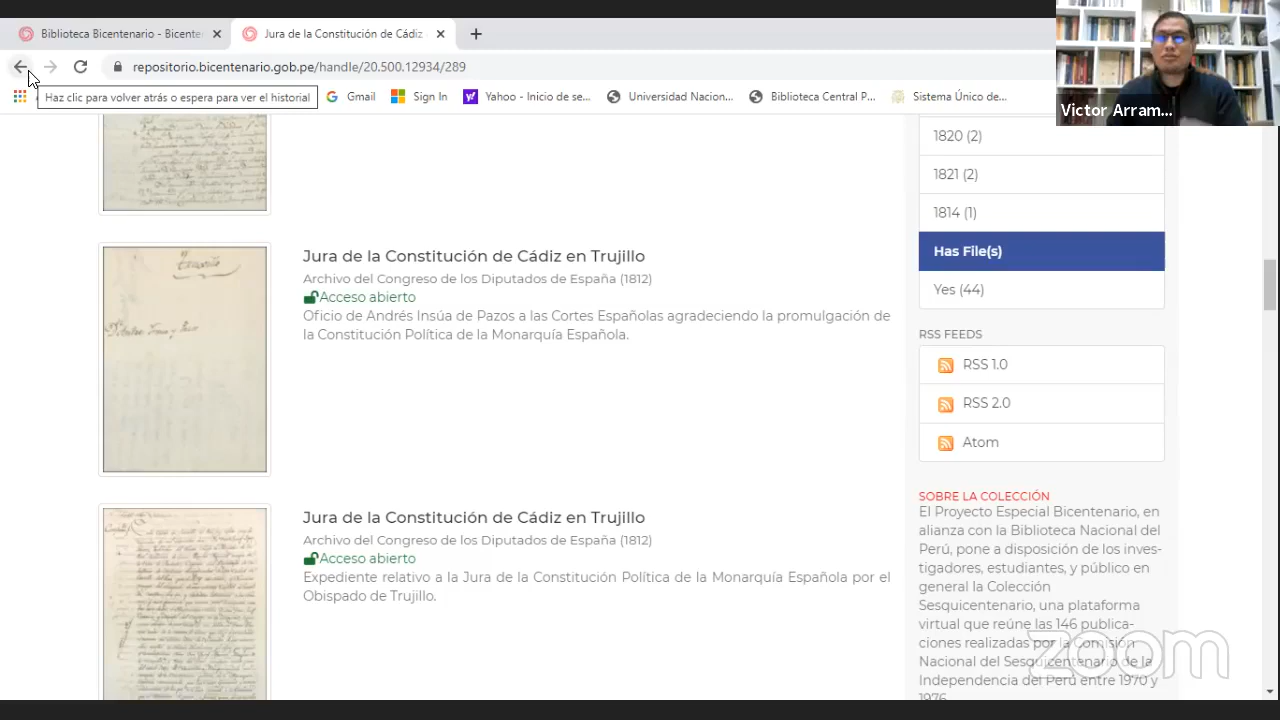 Biblioteca Bicentenario - Bicente
Jura de la Constitución de Cádiz
repositorio.bicentenario.gob.pe/handle/20.500.12934/289
Haz clic para volver atrás o espera para ver el historial
Gmail
Sign In
Yahoo - Inicio de se...
Universidad Nacion...
Biblioteca Central P...
Sistema Único de...
Victor Arram...
Jura de la Constitución de Cádiz en Trujillo
Archivo del Congreso de los Diputados de España (1812)
Acceso abierto
Oficio de Andrés Insúa de Pazos a las Cortes Españolas agradeciendo la promulgación de
la Constitución Política de la Monarquía Española.
Jura de la Constitución de Cádiz en Trujillo
Archivo del Congreso de los Diputados de España (1812)
Acceso abierto
Expediente relativo a la Jura de la Constitución Política de la Monarquía Española por el
Obispado de Trujillo.
1820 (2)
1821 (2)
1814 (1)
Has File(s)
Yes (44)
RSS FEEDS
RSS 1.0
RSS 2.0
Atom
SOBRE LA COLECCIÓN
El Proyecto Especial Bicentenario, en
alianza con la Biblioteca Nacional del
Perú, pone a disposición de los inves-
tigadores, estudiantes, y público en
general la Colección
Sesquicentenario, una plataforma
virtual que reúne las 146 publica-
ciones realizadas por la Comisión
Nacional del Sesquicentenario de la
Independencia del Perú entre 1970 y
1976
zoom